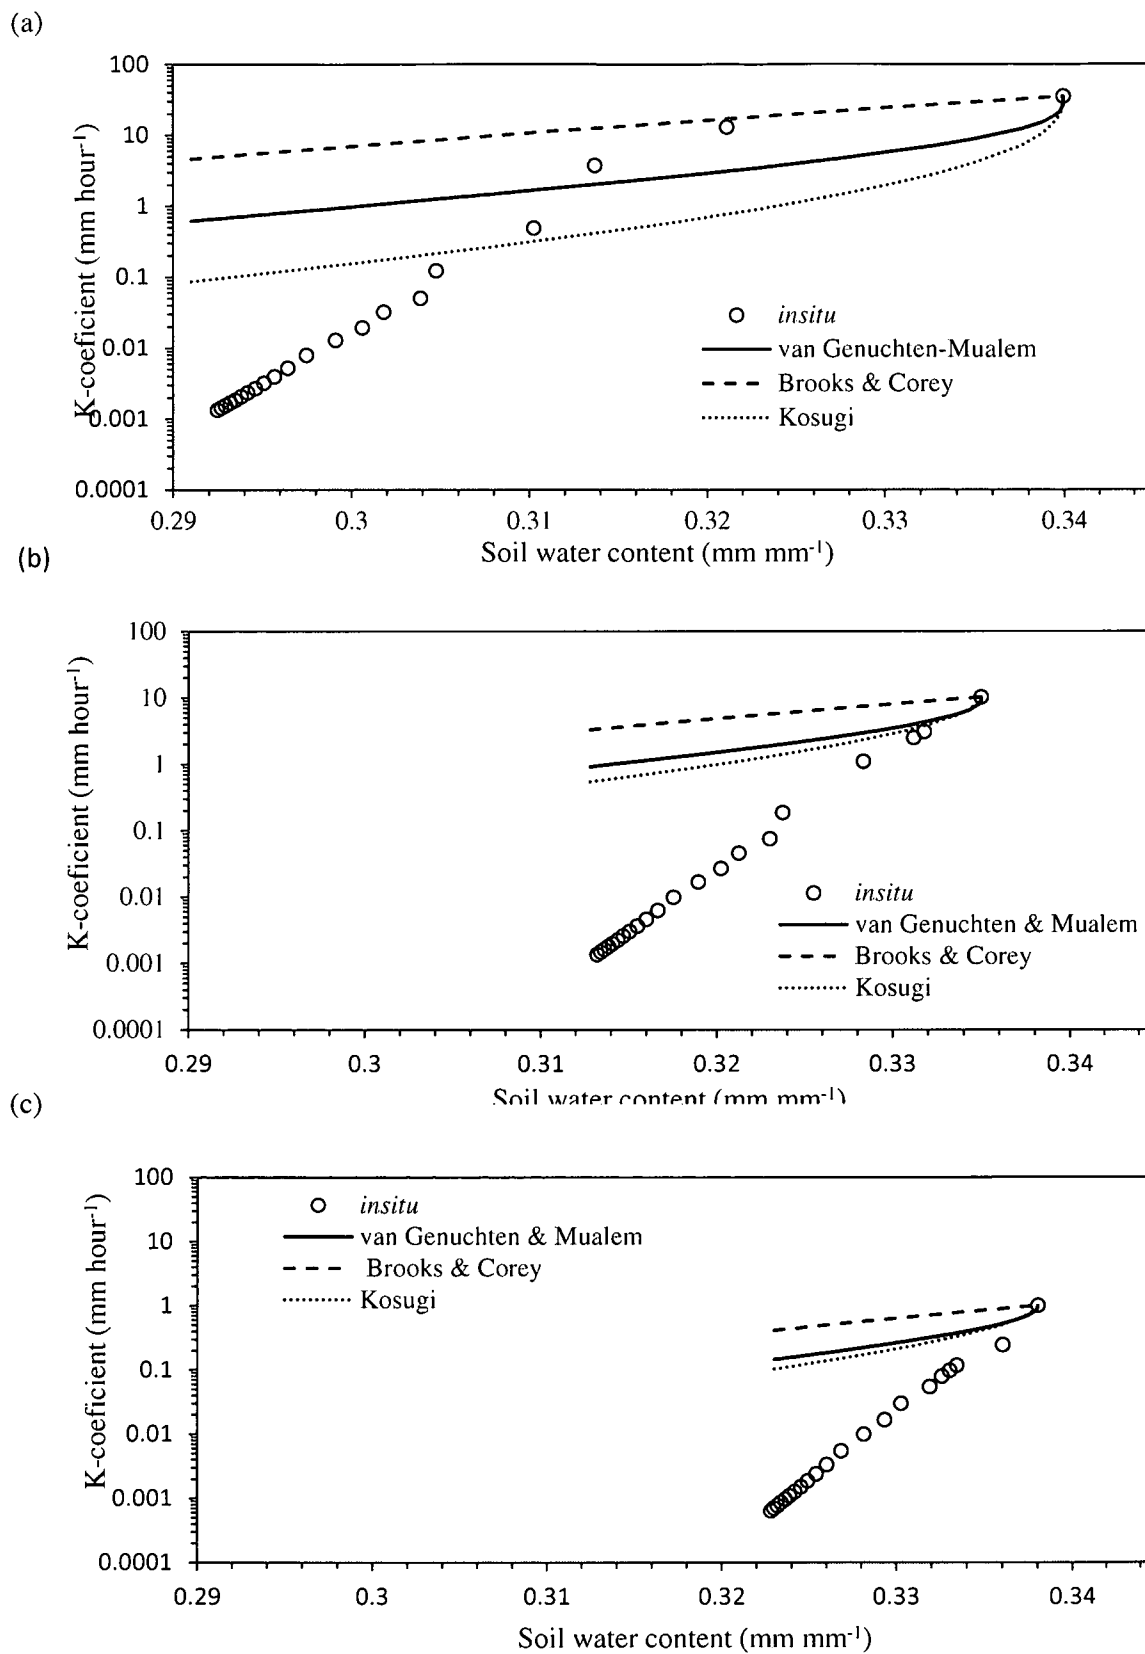 (a)
100
10
1
0.1
0.01
0.001
0.0001
K-coeficient (mm hour-1)
insitu
van Genuchten-Mualem
Brooks & Corey
Kosugi
0.29 0.3 0.31 0.32 0.33 0.34
Soil water content (mm mm-1)
(b)
100
10
1
0.1
0.01
0.001
0.0001
K-coeficient (mm hour-1)
insitu
van Genuchten & Mualem
Brooks & Corey
Kosugi
0.29 0.3 0.31 0.32 0.33 0.34
Soil water content (mm mm-1)
(c)
100
10
1
0.1
0.01
0.001
0.0001
K-coeficient (mm hour-1)
insitu
van Genuchten & Mualem
Brooks & Corey
Kosugi
0.29 0.3 0.31 0.32 0.33 0.34
Soil water content (mm mm-1)